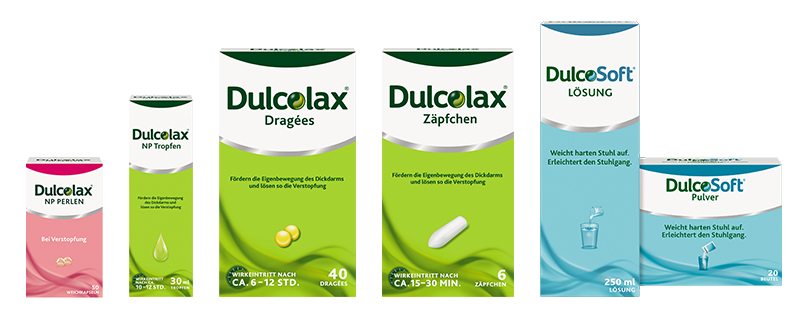 Dulcolax®
NP PERLEN
Bei Verstopfung
50
WEICHKAPSELN
Dulcolax®
NP Tropfen
Fördern die Eigenbewegung
des Dickdarms und
lösen so die Verstopfung
WIRKEINTRITT
NACH CA.
10–12 STD.
30 ml
TROPFEN
Dulcolax®
Dragées
Fördern die Eigenbewegung des Dickdarms
und lösen so die Verstopfung
WIRKEINTRITT NACH
CA. 6–12 STD.
40
DRAGÉES
Dulcolax®
Zäpfchen
Fördern die Eigenbewegung des Dickdarms
und lösen so die Verstopfung
WIRKEINTRITT NACH
CA. 15–30 MIN.
6
ZÄPFCHEN
DulcoSoft®
LÖSUNG
Weicht harten Stuhl auf.
Erleichtert den Stuhlgang.
250 ml
LÖSUNG
DulcoSoft®
Pulver
Weicht harten Stuhl auf.
Erleichtert den Stuhlgang.
20
BEUTEL